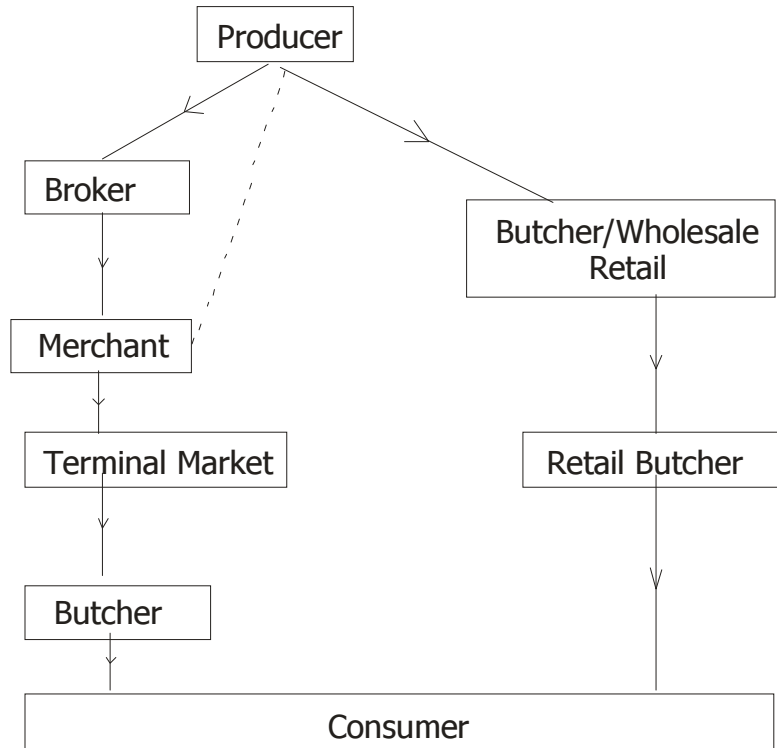 Producer
Broker
Butcher/Wholesale
Retail
Merchant
Terminal Market
Retail Butcher
Butcher
Consumer